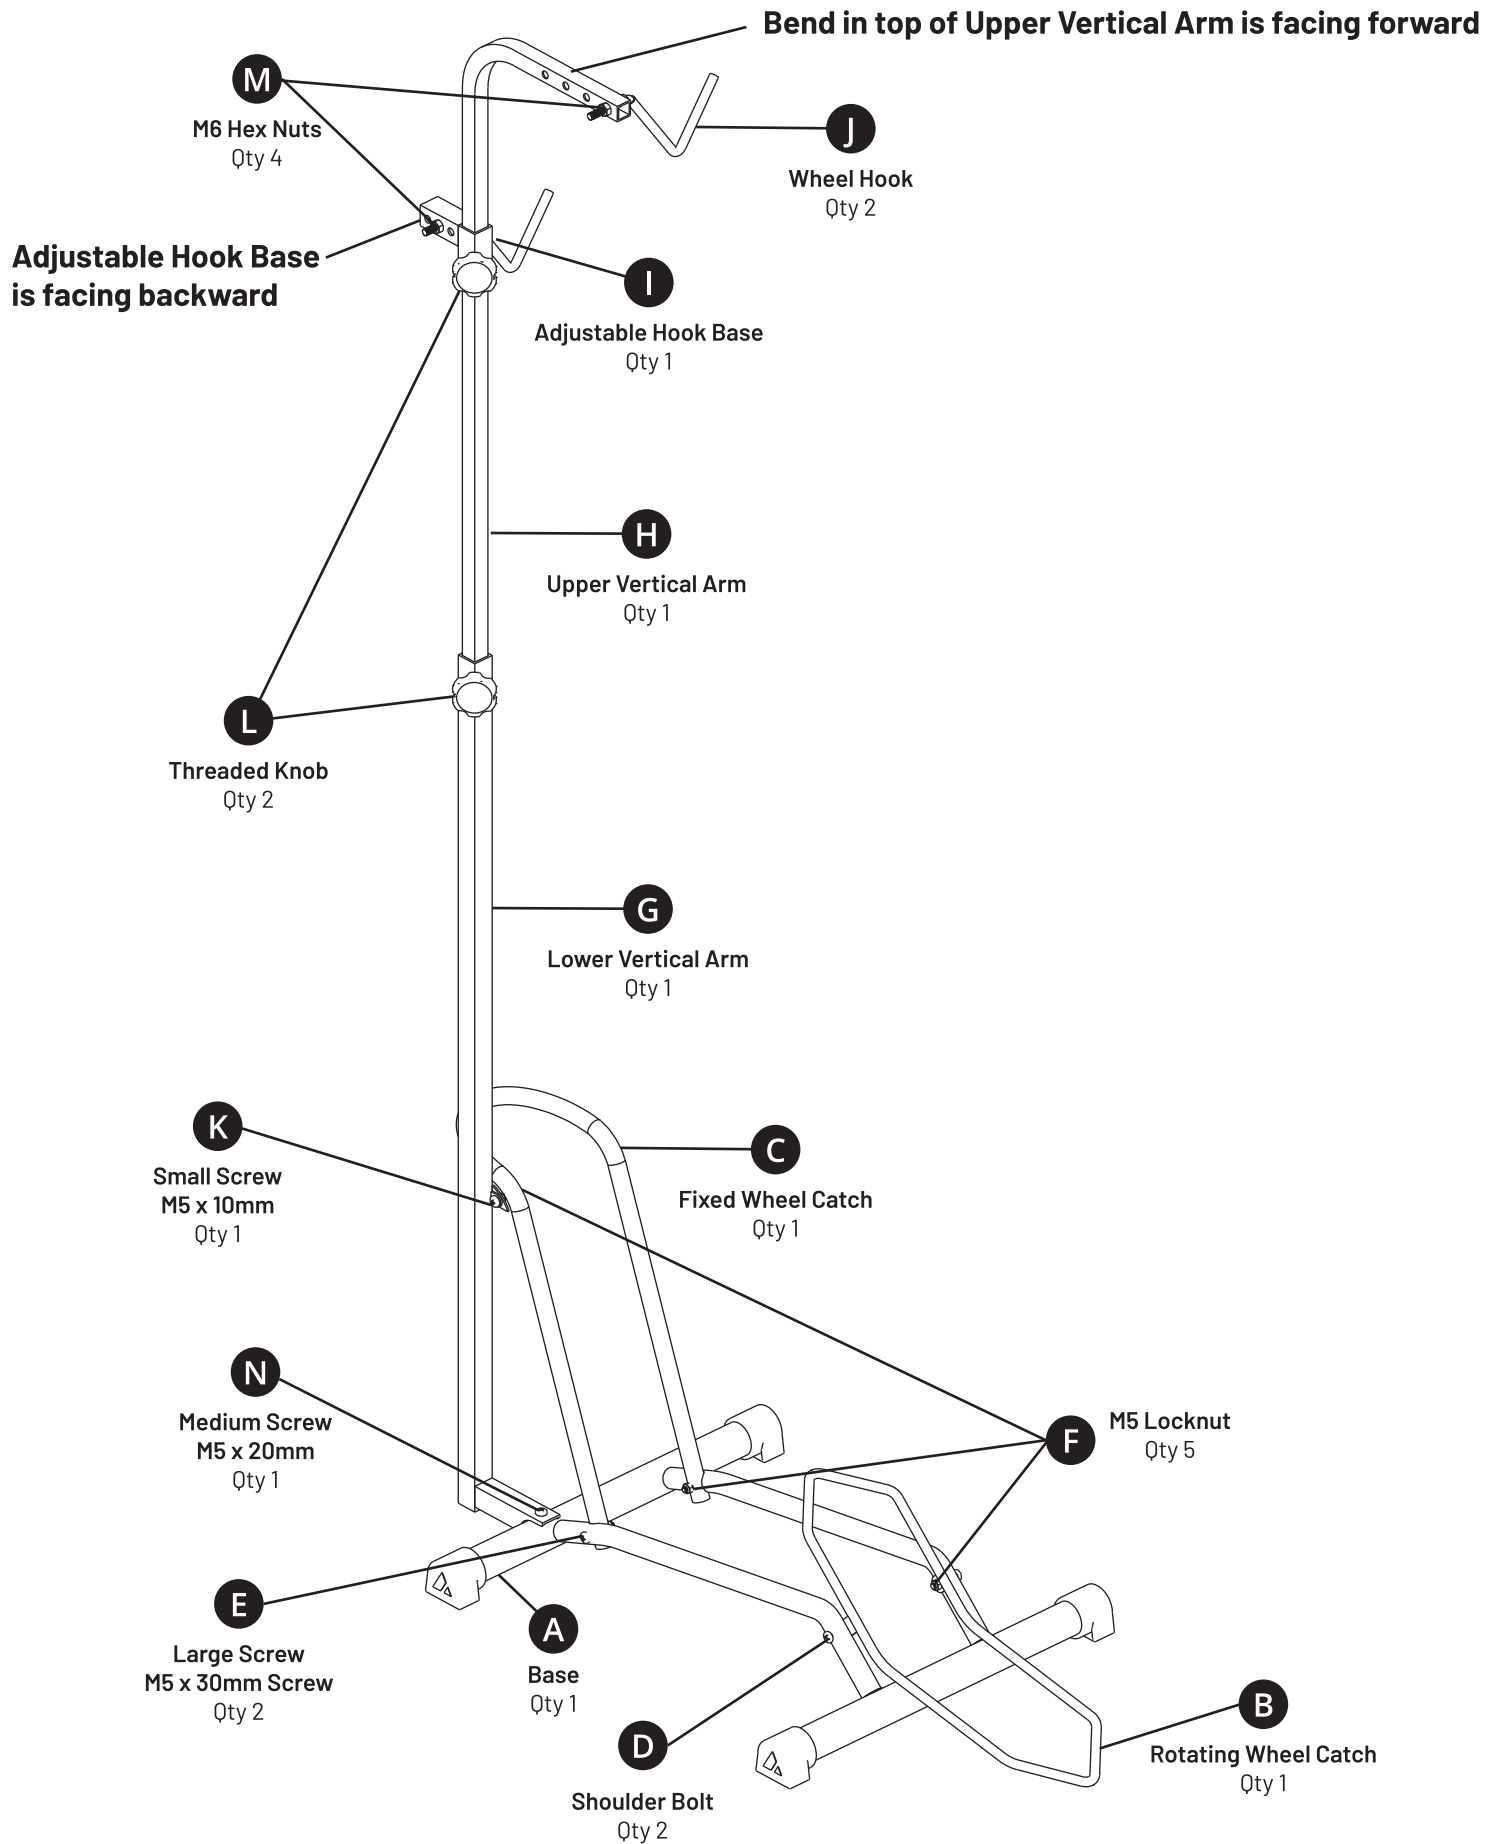 Bend in top of Upper Vertical Arm is facing forward
M
M6 Hex Nuts
Qty 4
J
Wheel Hook
Qty 2
Adjustable Hook Base
is facing backward
I
Adjustable Hook Base
Qty 1
H
Upper Vertical Arm
Qty 1
L
Threaded Knob
Qty 2
G
Lower Vertical Arm
Qty 1
K
Small Screw
M5 x 10mm
Qty 1
C
Fixed Wheel Catch
Qty 1
N
Medium Screw
M5 x 20mm
Qty 1
F
M5 Locknut
Qty 5
E
Large Screw
M5 x 30mm Screw
Qty 2
A
Base
Qty 1
D
Shoulder Bolt
Qty 2
B
Rotating Wheel Catch
Qty 1